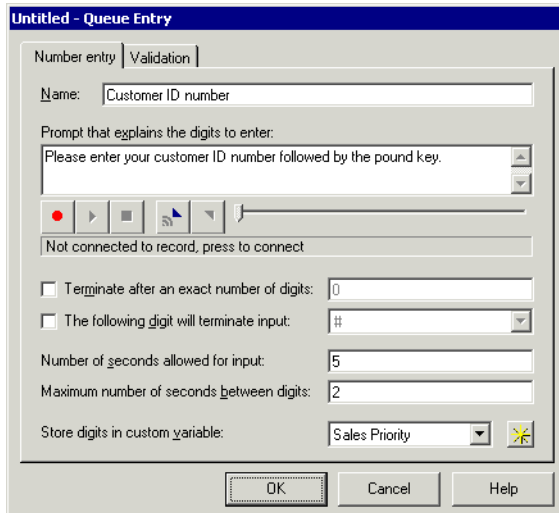 Untitled - Queue Entry
Number entry Validation
Name: Customer ID number
Prompt that explains the digits to enter:
Please enter your customer ID number followed by the pound key.
Not connected to record, press to connect
Terminate after an exact number of digits: 0
The following digit will terminate input: #
Number of seconds allowed for input: 5
Maximum number of seconds between digits: 2
Store digits in custom variable: Sales Priority
OK Cancel Help